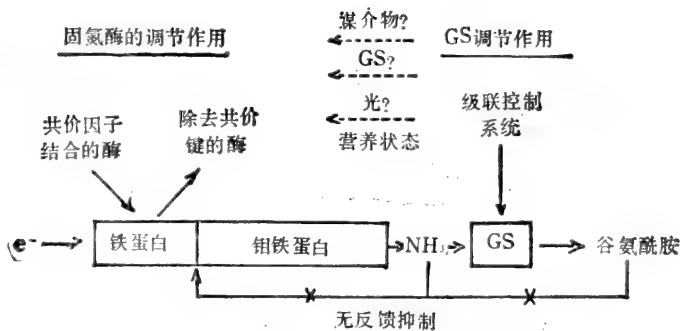 媒介物?
固氮酶的调节作用
GS调节作用
GS?
光?
营养状态
级联控制
系统
共价因子
结合的酶
除去共价
键的酶
e⁻
铁蛋白
钼铁蛋白
NH₃
GS
谷氨酰胺
无反馈抑制